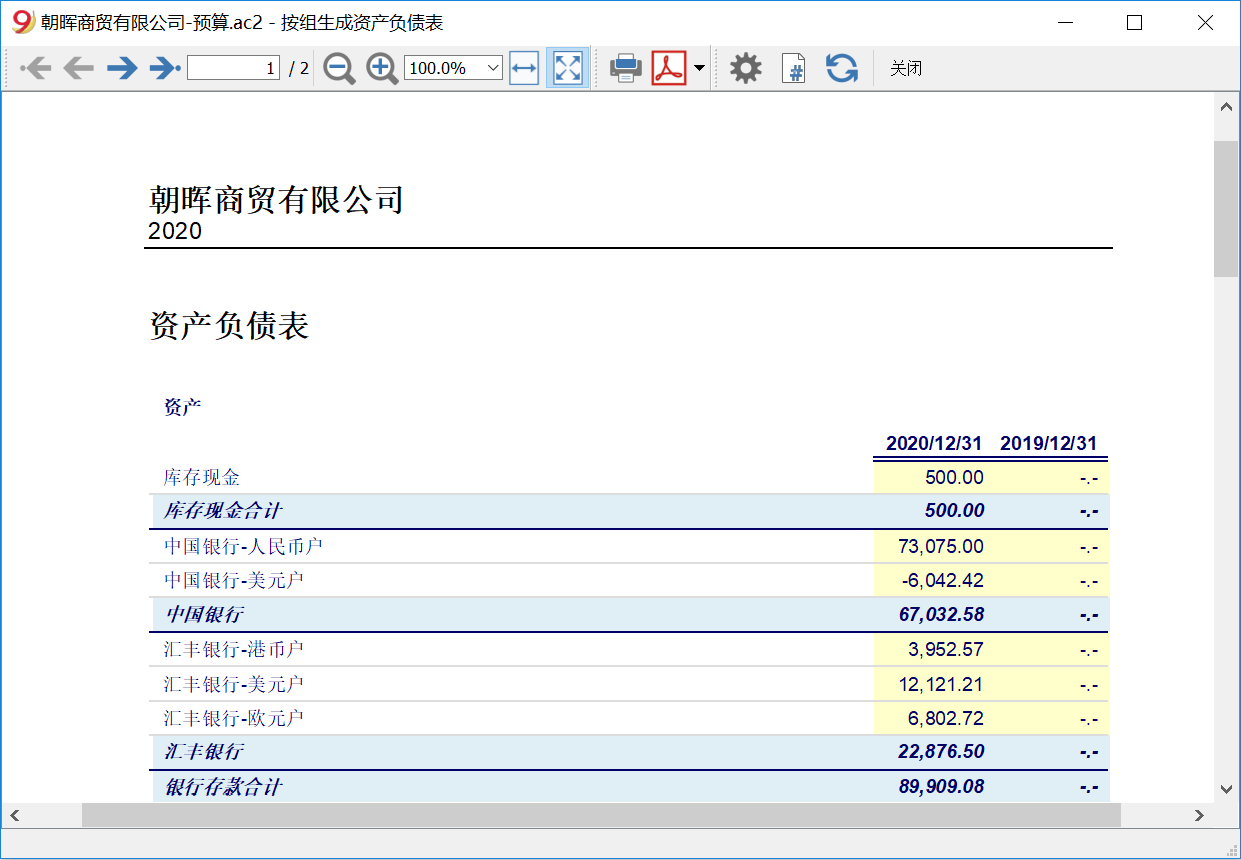 朝晖商贸有限公司-预算.ac2 - 按组生成资产负债表
1 / 2 100.0% 关闭
朝晖商贸有限公司
2020
资产负债表
资产
2020/12/31 2019/12/31
库存现金 500.00 -.-
库存现金合计 500.00 -.-
中国银行-人民币户 73,075.00 -.-
中国银行-美元户 -6,042.42 -.-
中国银行 67,032.58 -.-
汇丰银行-港币户 3,952.57 -.-
汇丰银行-美元户 12,121.21 -.-
汇丰银行-欧元户 6,802.72 -.-
汇丰银行 22,876.50 -.-
银行存款合计 89,909.08 -.-